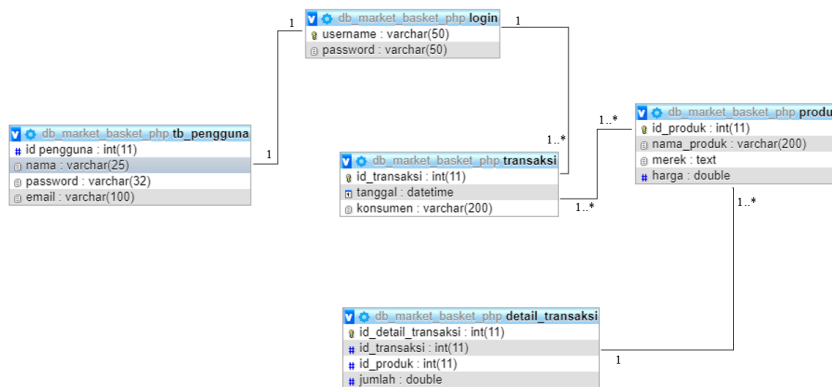 db_market_basket_php login
username : varchar(50)
password : varchar(50)
1
1
db_market_basket_php tb_pengguna
id pengguna : int(11)
nama : varchar(25)
password : varchar(32)
email : varchar(100)
1
1..*
db_market_basket_php transaksi
id_transaksi : int(11)
tanggal : datetime
konsumen : varchar(200)
1..*
1..*
db_market_basket_php produ
id_produk : int(11)
nama_produk : varchar(200)
merek : text
harga : double
1..*
db_market_basket_php detail_transaksi
id_detail_transaksi : int(11)
id_transaksi : int(11)
id_produk : int(11)
jumlah : double
1